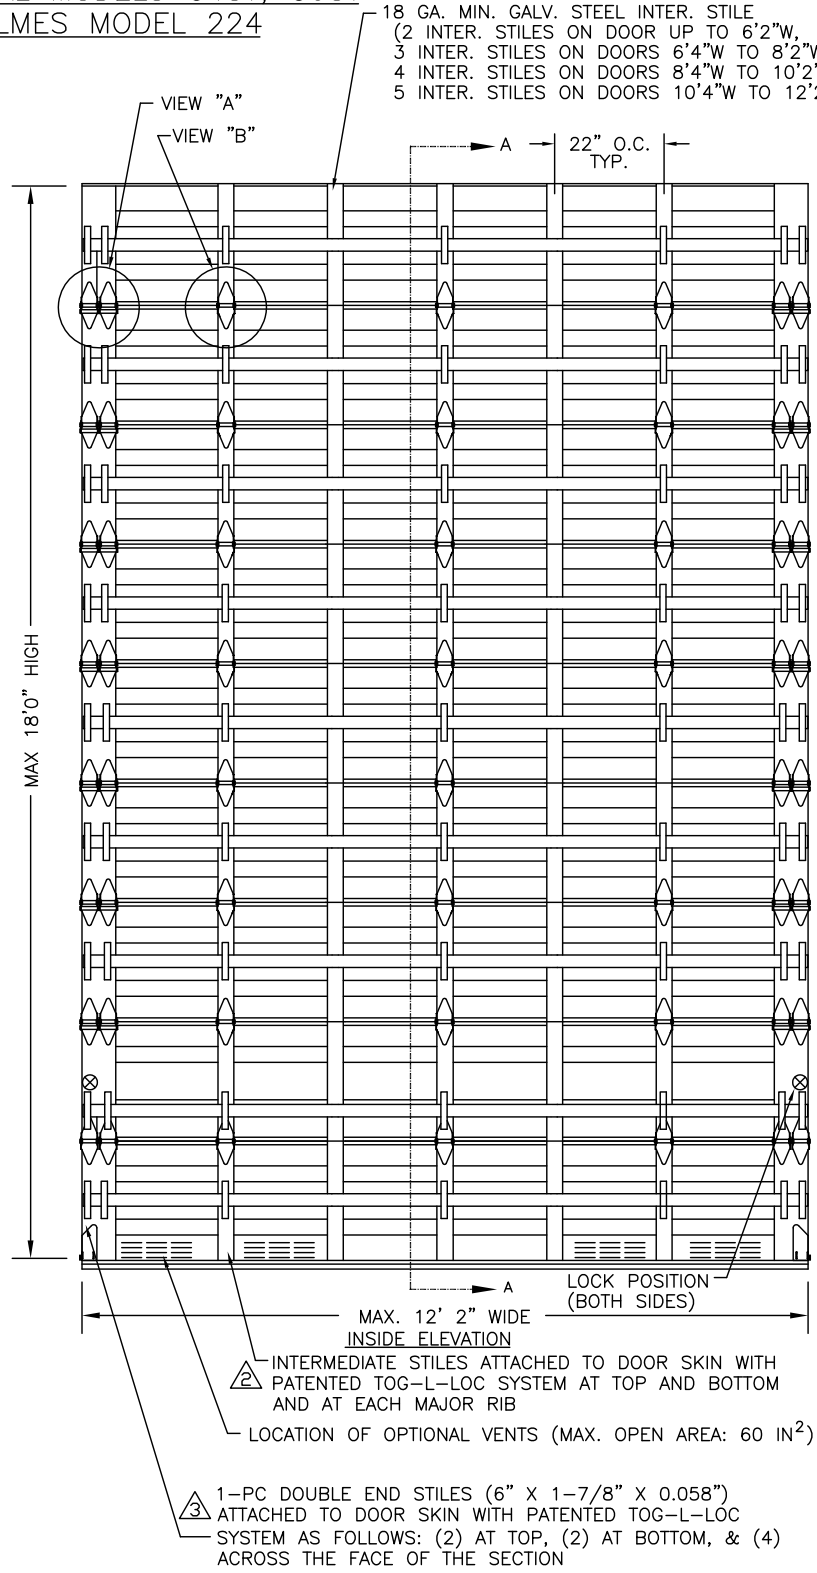 LMES MODEL 224
18 GA. MIN. GALV. STEEL INTER. STILE
(2 INTER. STILES ON DOOR UP TO 6'2"W,
3 INTER. STILES ON DOORS 6'4"W TO 8'2"W
4 INTER. STILES ON DOORS 8'4"W TO 10'2"
5 INTER. STILES ON DOORS 10'4"W TO 12'2
VIEW "A"
VIEW "B"
A
22" O.C.
TYP.
MAX 18'0" HIGH
A
LOCK POSITION
(BOTH SIDES)
MAX. 12' 2" WIDE
INSIDE ELEVATION
2
INTERMEDIATE STILES ATTACHED TO DOOR SKIN WITH
PATENTED TOG-L-LOC SYSTEM AT TOP AND BOTTOM
AND AT EACH MAJOR RIB
LOCATION OF OPTIONAL VENTS (MAX. OPEN AREA: 60 IN²)
3
1-PC DOUBLE END STILES (6" X 1-7/8" X 0.058")
ATTACHED TO DOOR SKIN WITH PATENTED TOG-L-LOC
SYSTEM AS FOLLOWS: (2) AT TOP, (2) AT BOTTOM, & (4)
ACROSS THE FACE OF THE SECTION